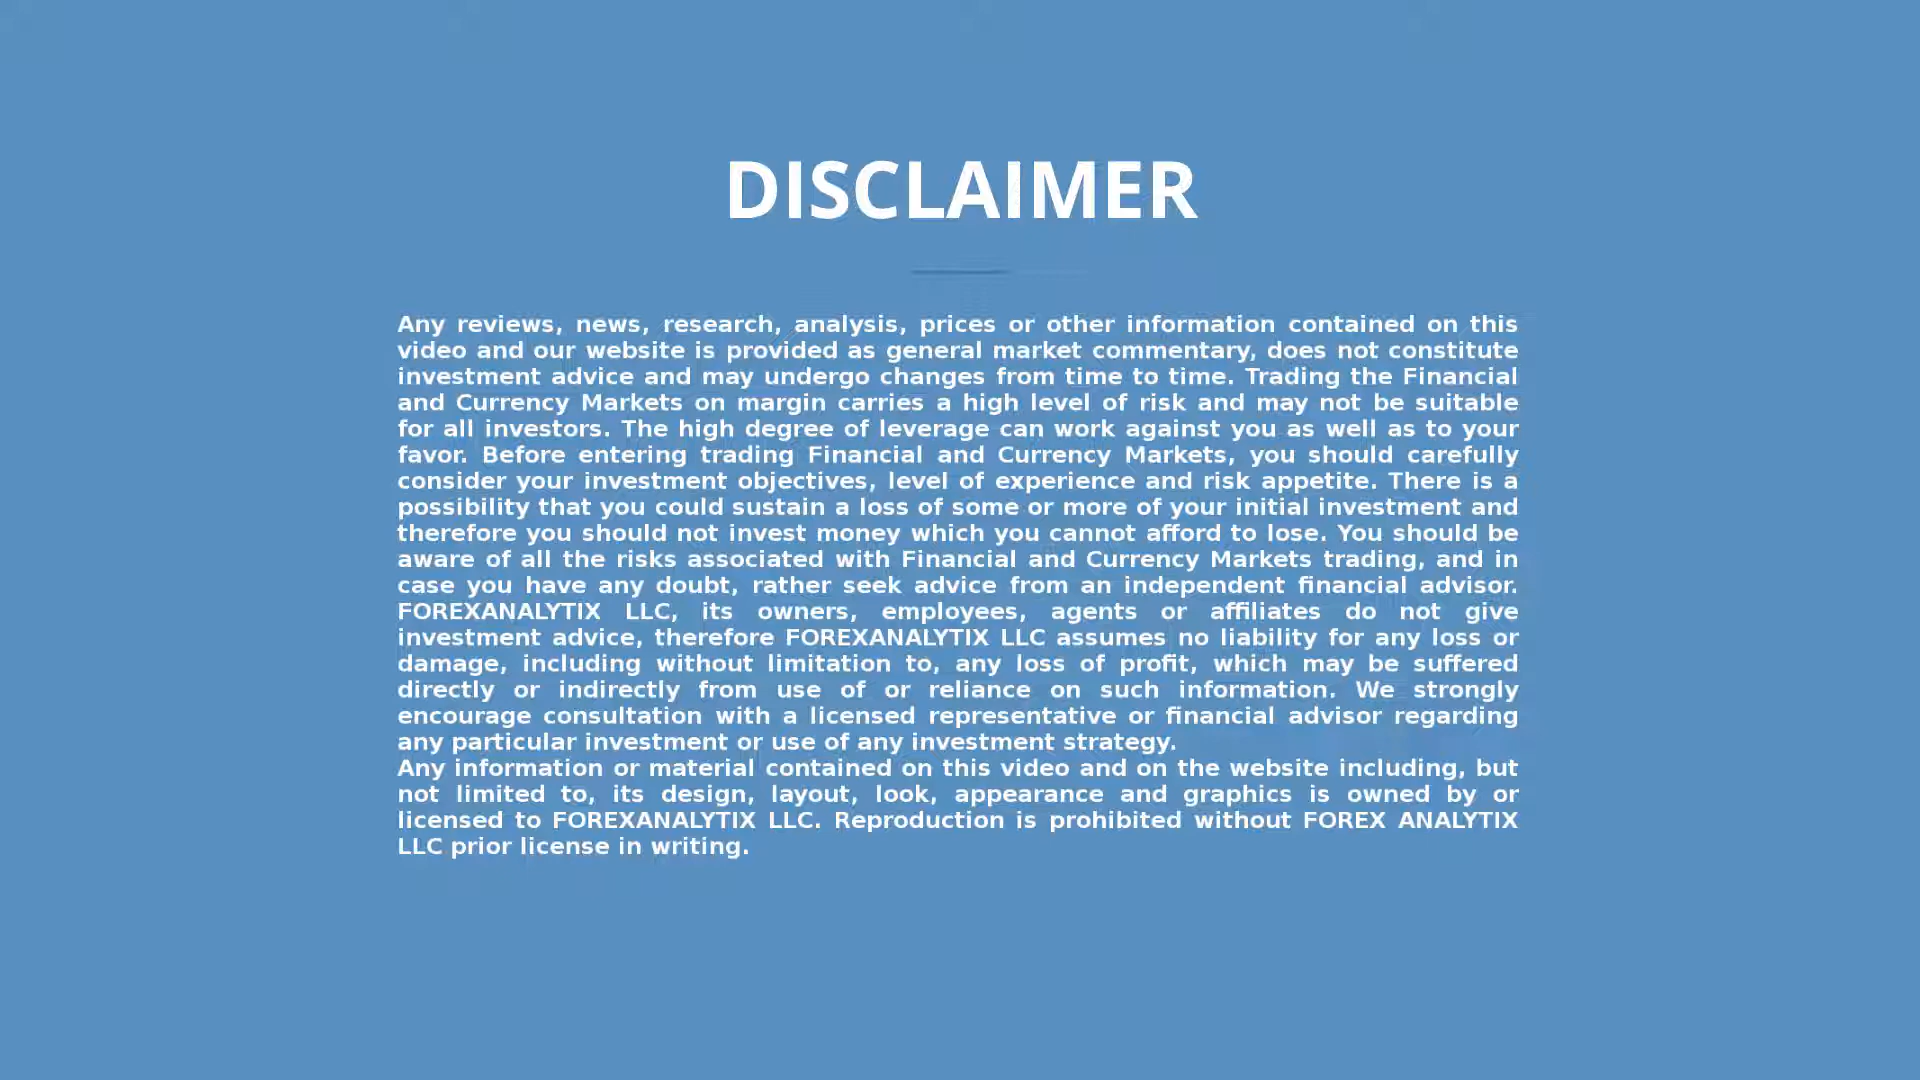 DISCLAIMER
Any reviews, news, research, analysis, prices or other information contained on this
video and our website is provided as general market commentary, does not constitute
investment advice and may undergo changes from time to time. Trading the Financial
and Currency Markets on margin carries a high level of risk and may not be suitable
for all investors. The high degree of leverage can work against you as well as to your
favor. Before entering trading Financial and Currency Markets, you should carefully
consider your investment objectives, level of experience and risk appetite. There is a
possibility that you could sustain a loss of some or more of your initial investment and
therefore you should not invest money which you cannot afford to lose. You should be
aware of all the risks associated with Financial and Currency Markets trading, and in
case you have any doubt, rather seek advice from an independent financial advisor.
FOREXANALYTIX LLC, its owners, employees, agents or affiliates do not give
investment advice, therefore FOREXANALYTIX LLC assumes no liability for any loss or
damage, including without limitation to, any loss of profit, which may be suffered
directly or indirectly from use of or reliance on such information. We strongly
encourage consultation with a licensed representative or financial advisor regarding
any particular investment or use of any investment strategy.
Any information or material contained on this video and on the website including, but
not limited to, its design, layout, look, appearance and graphics is owned by or
licensed to FOREXANALYTIX LLC. Reproduction is prohibited without FOREX ANALYTIX
LLC prior license in writing.